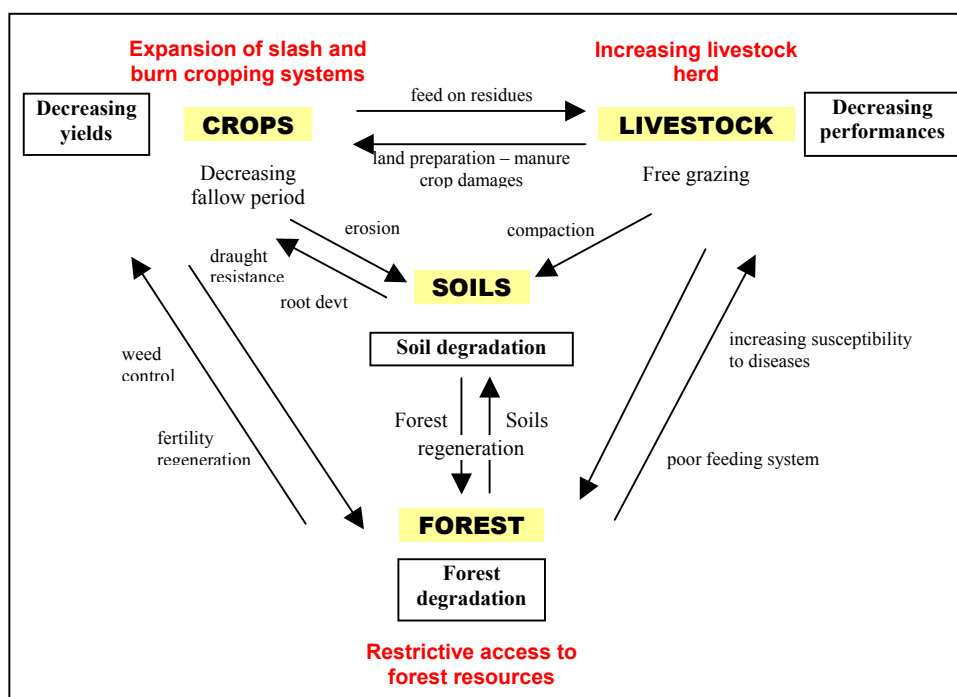 Expansion of slash and
burn cropping systems
Increasing livestock
herd
Decreasing
yields
CROPS
feed on residues
LIVESTOCK
Decreasing
performances
land preparation – manure
crop damages
Decreasing
fallow period
Free grazing
erosion
compaction
draught
resistance
root devt
SOILS
Soil degradation
increasing susceptibility
to diseases
weed
control
Forest
Soils
regeneration
fertility
regeneration
poor feeding system
FOREST
Forest
degradation
Restrictive access to
forest resources